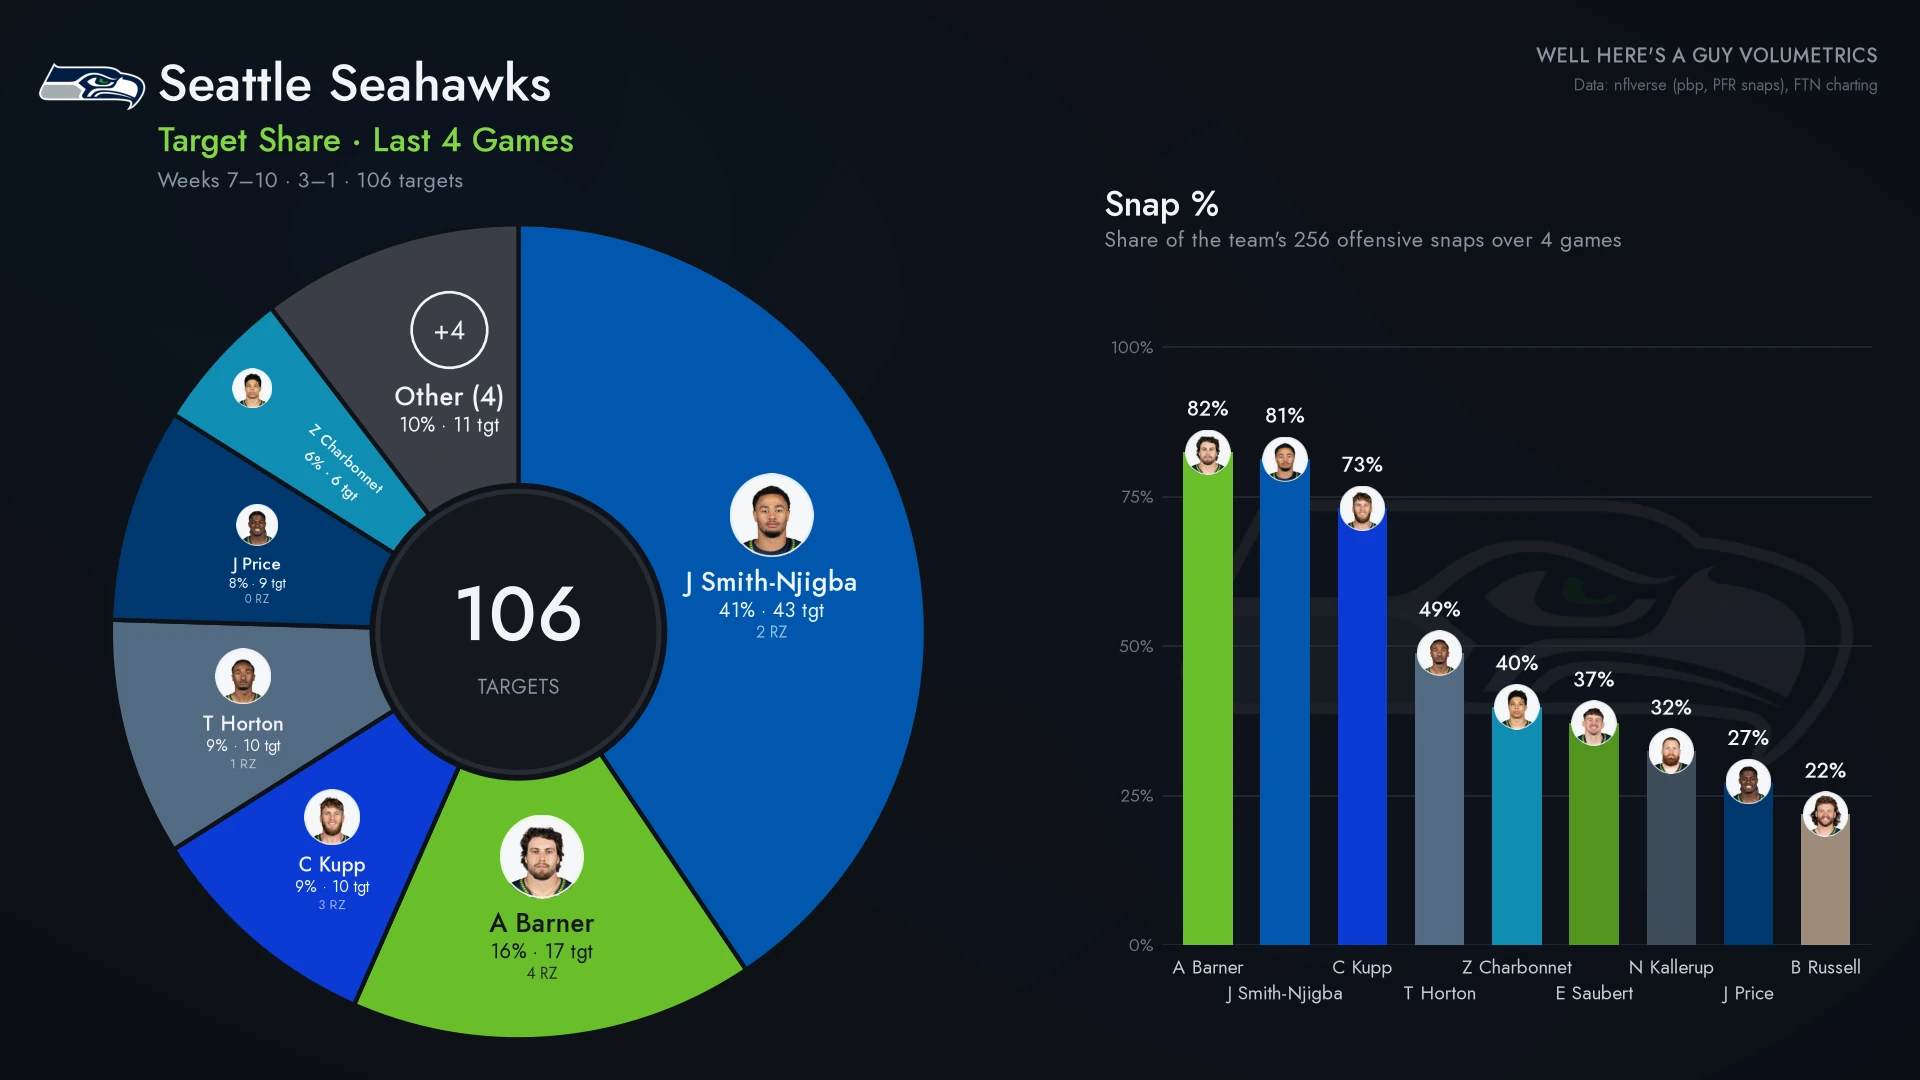 Seattle Seahawks
Target Share · Last 4 Games
Weeks 7–10 · 3–1 · 106 targets
WELL HERE'S A GUY VOLUMETRICS
Data: nflverse (pbp, PFR snaps), FTN charting
+4
Other (4)
10% · 11 tgt
Z Charbonnet
6% · 6 tgt
J Price
8% · 9 tgt
0 RZ
T Horton
9% · 10 tgt
1 RZ
C Kupp
9% · 10 tgt
3 RZ
A Barner
16% · 17 tgt
4 RZ
J Smith-Njigba
41% · 43 tgt
2 RZ
106
TARGETS
Snap %
Share of the team's 256 offensive snaps over 4 games
100%
75%
50%
25%
0%
82%
81%
73%
49%
40%
37%
32%
27%
22%
A Barner
J Smith-Njigba
C Kupp
T Horton
Z Charbonnet
E Saubert
N Kallerup
J Price
B Russell